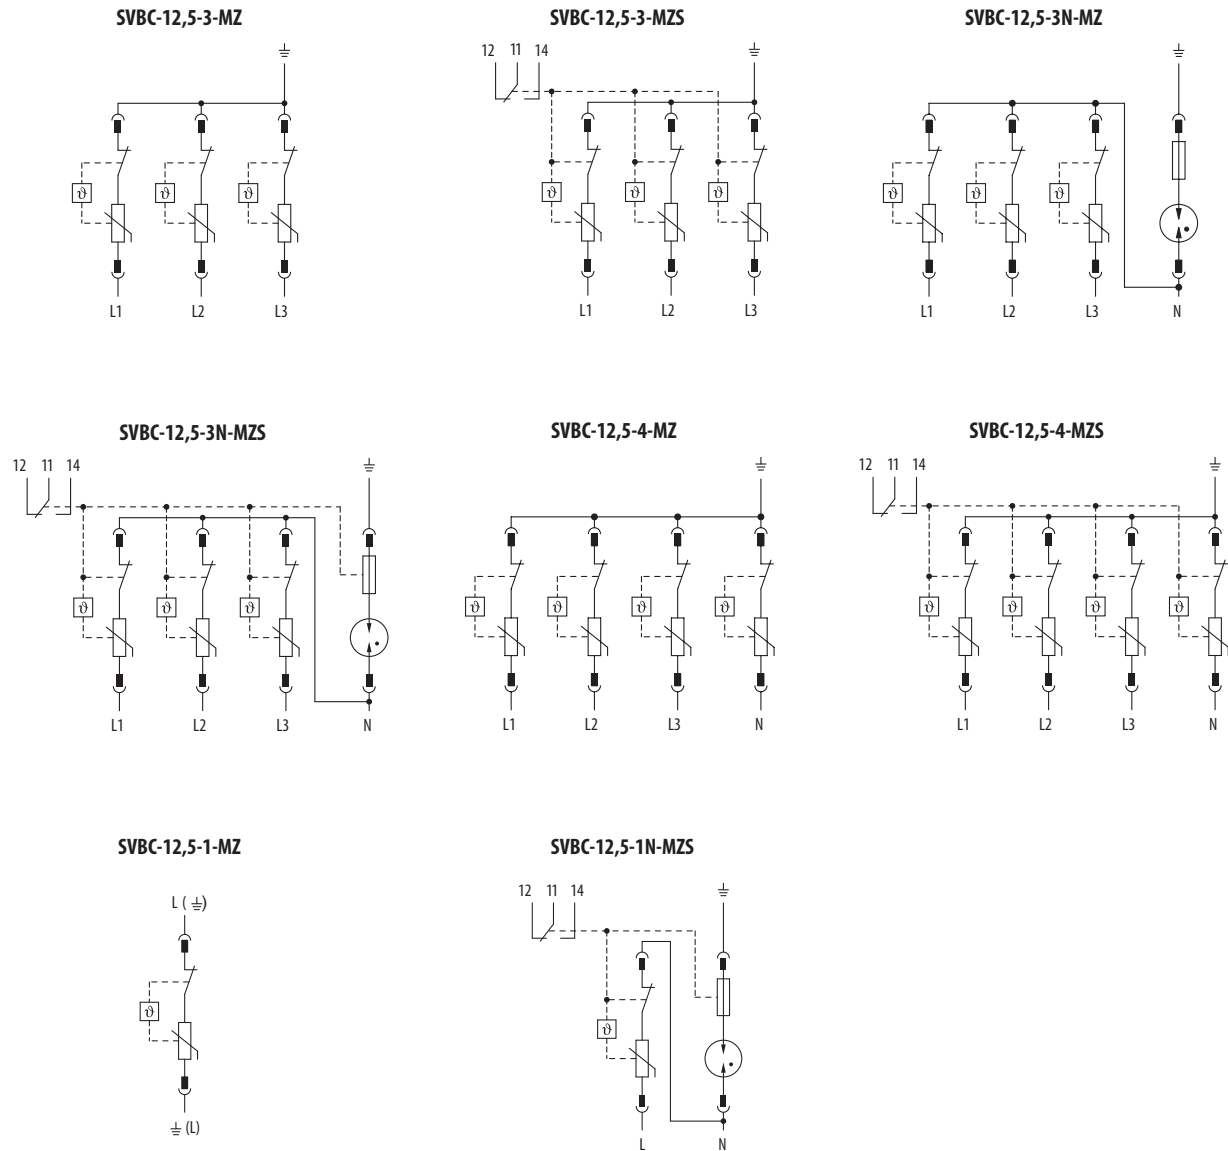 SVBC-12,5-3-MZ
SVBC-12,5-3-MZS
SVBC-12,5-3N-MZ
12 11 14
ϑ ϑ ϑ
ϑ ϑ ϑ
ϑ ϑ ϑ
L1 L2 L3
L1 L2 L3
L1 L2 L3 N
SVBC-12,5-3N-MZS
SVBC-12,5-4-MZ
SVBC-12,5-4-MZS
12 11 14
12 11 14
ϑ ϑ ϑ
ϑ ϑ ϑ ϑ
ϑ ϑ ϑ ϑ
L1 L2 L3 N
L1 L2 L3 N
L1 L2 L3 N
SVBC-12,5-1-MZ
SVBC-12,5-1N-MZS
L (⏚)
12 11 14
ϑ
ϑ
⏚ (L)
L N